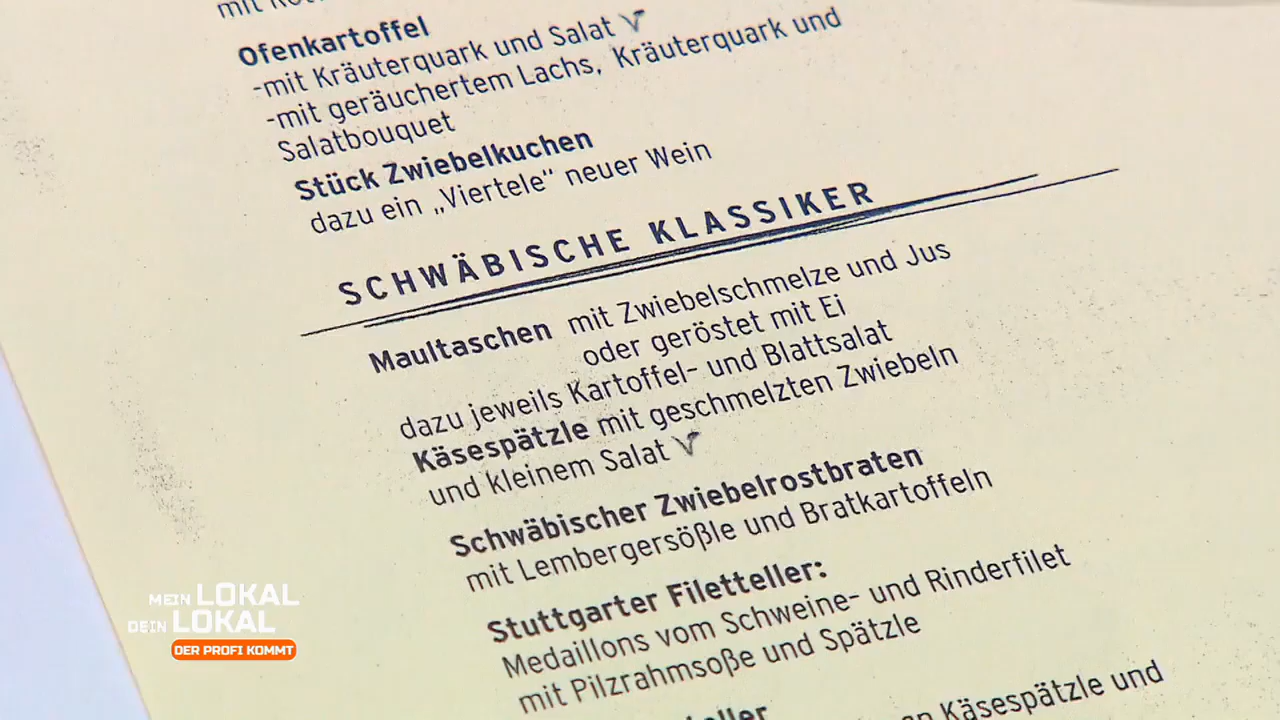 Ofenkartoffel
-mit Kräuterquark und Salat
-mit geräuchertem Lachs, Kräuterquark und
Salatbouquet
Stück Zwiebelkuchen
dazu ein „Viertele“ neuer Wein
SCHWÄBISCHE KLASSIKER
Maultaschen mit Zwiebelschmelze und Jus
oder geröstet mit Ei
dazu jeweils Kartoffel- und Blattsalat
Käsespätzle mit geschmelzten Zwiebeln
und kleinem Salat
Schwäbischer Zwiebelrostbraten
mit Lembergersößle und Bratkartoffeln
Stuttgarter Filetteller:
Medaillons vom Schweine- und Rinderfilet
mit Pilzrahmsoße und Spätzle
Käsespätzle und
MEIN LOKAL
DEIN LOKAL
DER PROFI KOMMT